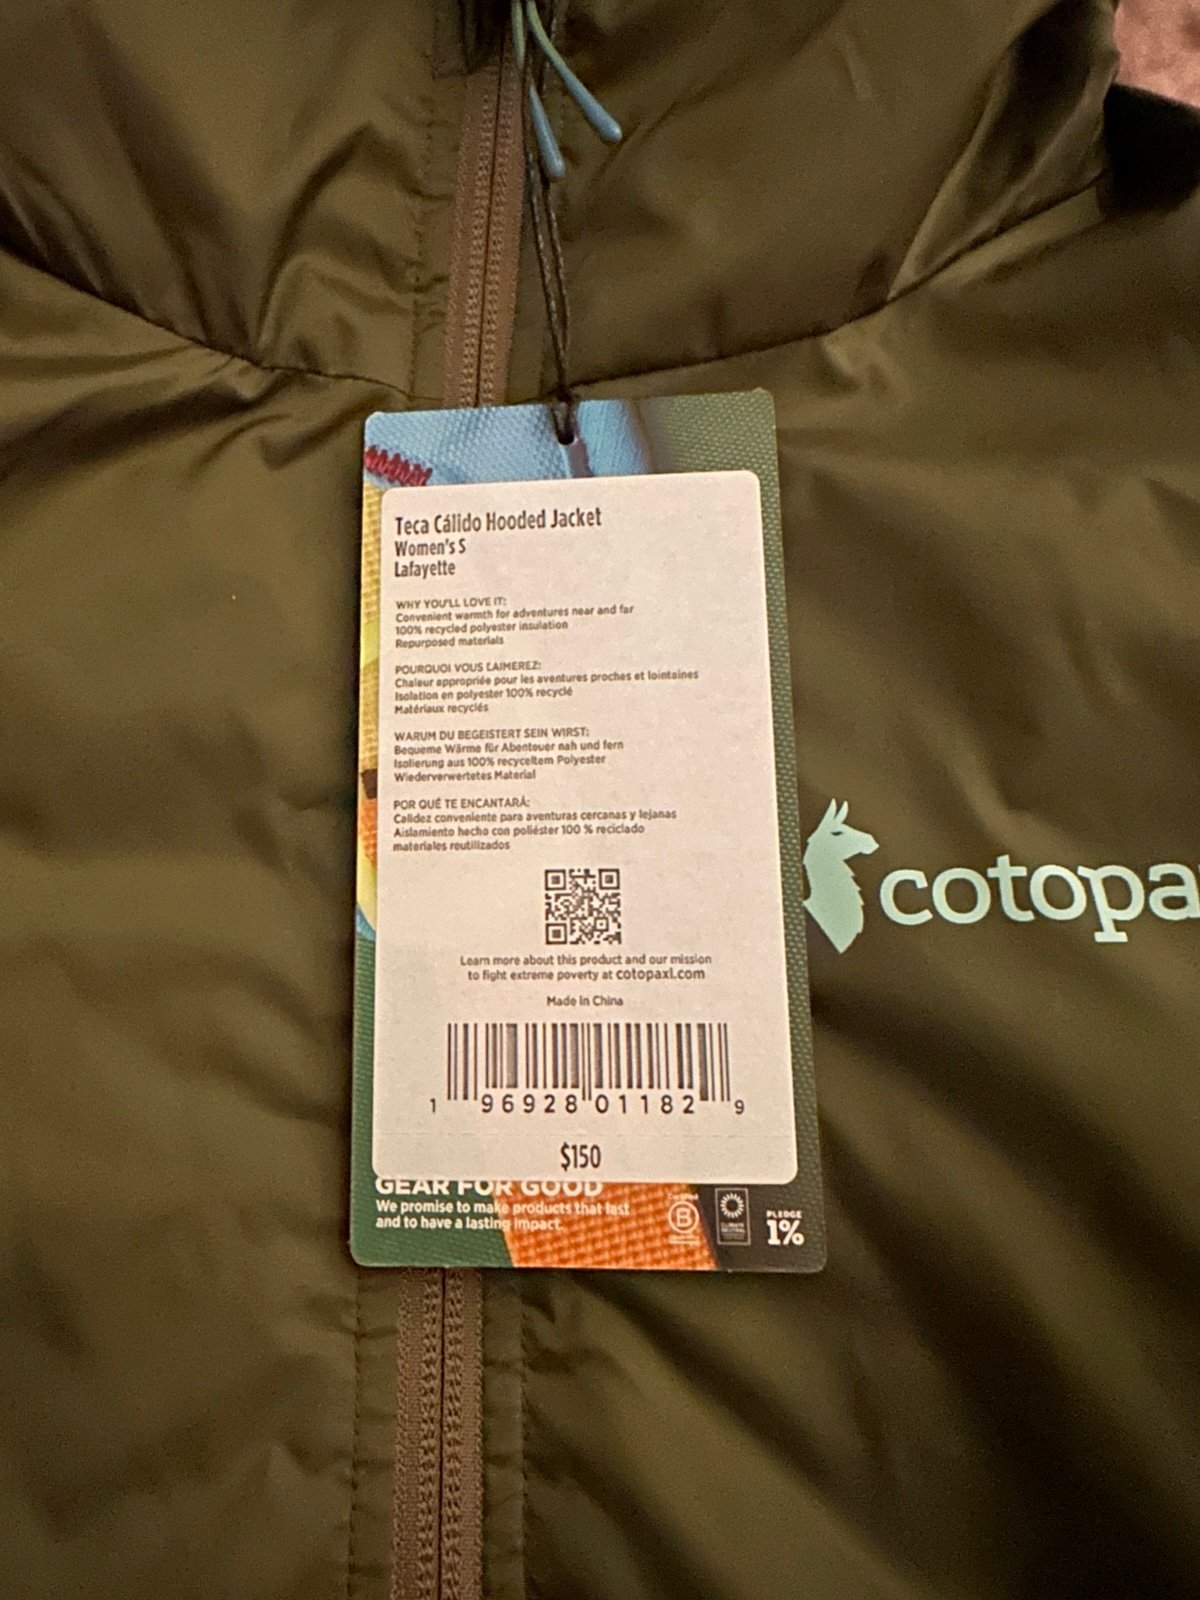 Teca Cálido Hooded Jacket
Women's S
Lafayette
WHY YOU'LL LOVE IT:
Convenient warmth for adventures near and far
100% recycled polyester insulation
Repurposed materials
POURQUOI VOUS L'AIMEREZ:
Chaleur appropriée pour les aventures proches et lointaines
Isolation en polyester 100% recyclé
Matériaux recyclés
WARUM DU BEGEISTERT SEIN WIRST:
Bequeme Wärme für Abenteuer nah und fern
Isolierung aus 100% recyceltem Polyester
Wiederverwertetes Material
POR QUÉ TE ENCANTARÁ:
Calidez conveniente para aventuras cercanas y lejanas
Aislamiento hecho con poliéster 100 % reciclado
materiales reutilizados
cotopa
Learn more about this product and our mission
to fight extreme poverty at cotopaxi.com
Made in China
1 96928 01182 9
$150
GEAR FOR GOOD
We promise to make products that last
and to have a lasting impact.
Certified
B
CLIMATE
NEUTRAL
PLEDGE
1%